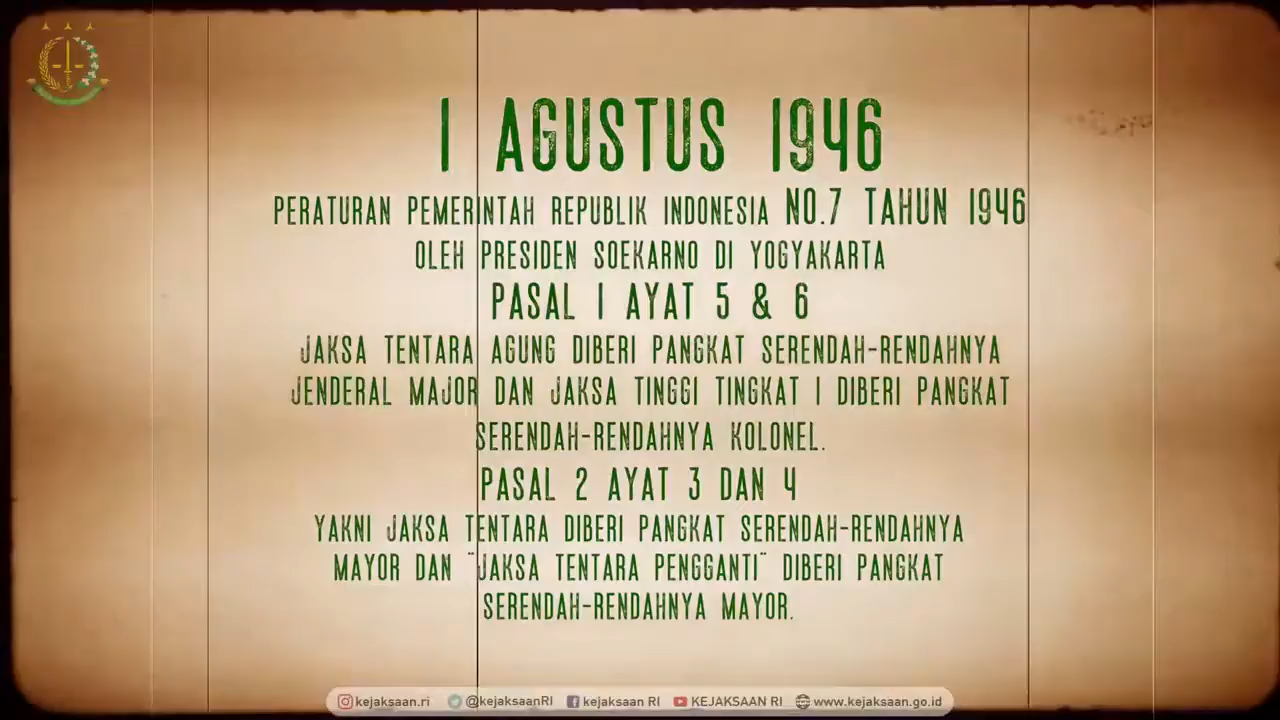 1 AGUSTUS 1946
PERATURAN PEMERINTAH REPUBLIK INDONESIA NO.7 TAHUN 1946
OLEH PRESIDEN SOEKARNO DI YOGYAKARTA
PASAL 1 AYAT 5 & 6
JAKSA TENTARA AGUNG DIBERI PANGKAT SERENDAH-RENDAHNYA
JENDERAL MAJOR DAN JAKSA TINGGI TINGKAT I DIBERI PANGKAT
SERENDAH-RENDAHNYA KOLONEL.
PASAL 2 AYAT 3 DAN 4
YAKNI JAKSA TENTARA DIBERI PANGKAT SERENDAH-RENDAHNYA
MAYOR DAN "JAKSA TENTARA PENGGANTI" DIBERI PANGKAT
SERENDAH-RENDAHNYA MAYOR.
kejaksaan.ri @kejaksaanRI kejaksaan RI KEJAKSAAN RI www.kejaksaan.go.id